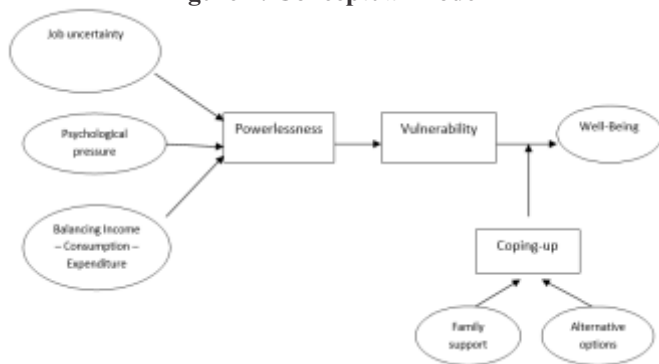 Job uncertainty
Powerlessness
Vulnerability
Well-Being
Psychological
pressure
Balancing Income
– Consumption –
Expenditure
Coping-up
Family
support
Alternative
options